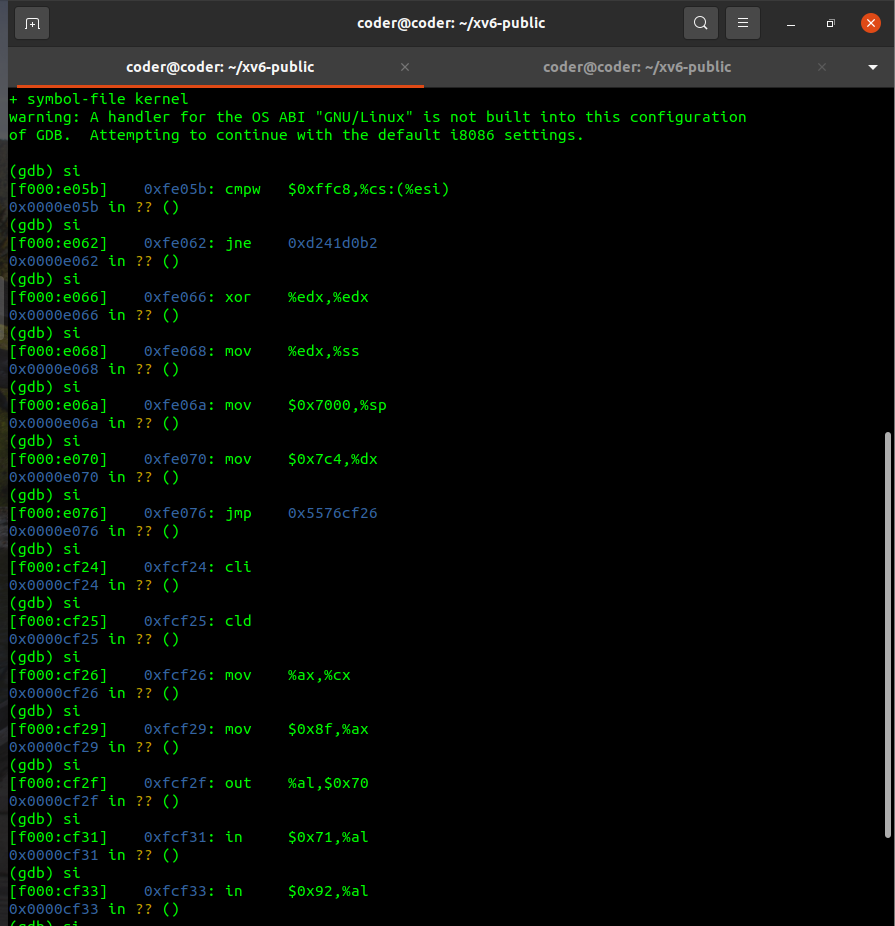 coder@coder: ~/xv6-public
coder@coder: ~/xv6-public
coder@coder: ~/xv6-public
+ symbol-file kernel
warning: A handler for the OS ABI "GNU/Linux" is not built into this configuration
of GDB.  Attempting to continue with the default i8086 settings.
(gdb) si
[f000:e05b]    0xfe05b: cmpw   $0xffc8,%cs:(%esi)
0x0000e05b in ?? ()
(gdb) si
[f000:e062]    0xfe062: jne    0xd241d0b2
0x0000e062 in ?? ()
(gdb) si
[f000:e066]    0xfe066: xor    %edx,%edx
0x0000e066 in ?? ()
(gdb) si
[f000:e068]    0xfe068: mov    %edx,%ss
0x0000e068 in ?? ()
(gdb) si
[f000:e06a]    0xfe06a: mov    $0x7000,%sp
0x0000e06a in ?? ()
(gdb) si
[f000:e070]    0xfe070: mov    $0x7c4,%dx
0x0000e070 in ?? ()
(gdb) si
[f000:e076]    0xfe076: jmp    0x5576cf26
0x0000e076 in ?? ()
(gdb) si
[f000:cf24]    0xfcf24: cli
0x0000cf24 in ?? ()
(gdb) si
[f000:cf25]    0xfcf25: cld
0x0000cf25 in ?? ()
(gdb) si
[f000:cf26]    0xfcf26: mov    %ax,%cx
0x0000cf26 in ?? ()
(gdb) si
[f000:cf29]    0xfcf29: mov    $0x8f,%ax
0x0000cf29 in ?? ()
(gdb) si
[f000:cf2f]    0xfcf2f: out    %al,$0x70
0x0000cf2f in ?? ()
(gdb) si
[f000:cf31]    0xfcf31: in     $0x71,%al
0x0000cf31 in ?? ()
(gdb) si
[f000:cf33]    0xfcf33: in     $0x92,%al
0x0000cf33 in ?? ()
(gdb) si